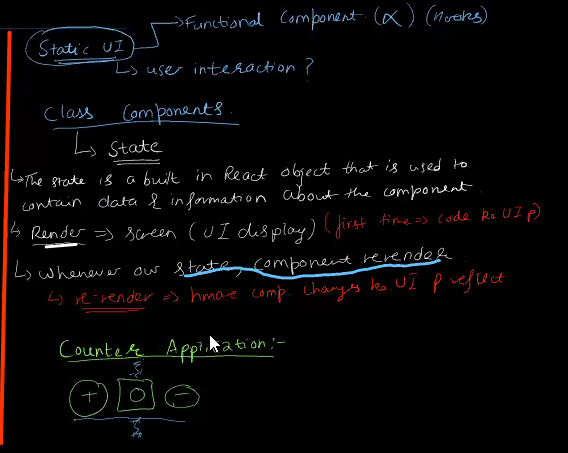 Functional Component (α) (Hooks)
Static UI
user interaction?
Class Components.
State
The state is a built in React object that is used to
contain data & information about the component.
Render => screen (UI display) (first time => code ko UI p)
Whenever our state, component rerender
re-render => hmare comp. changes ko UI p reflect
Counter Application:-
+ 0 -